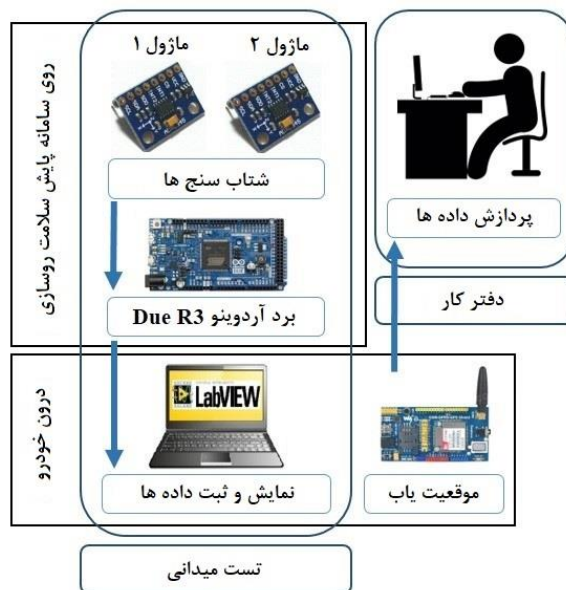 ماژول ۱
ماژول ۲
روی سامانه پایش سلامت روسازی
شتاب سنج ها
برد آردوینو Due R3
پردازش داده ها
دفتر کار
درون خودرو
LabVIEW
نمایش و ثبت داده ها
موقعیت یاب
تست میدانی